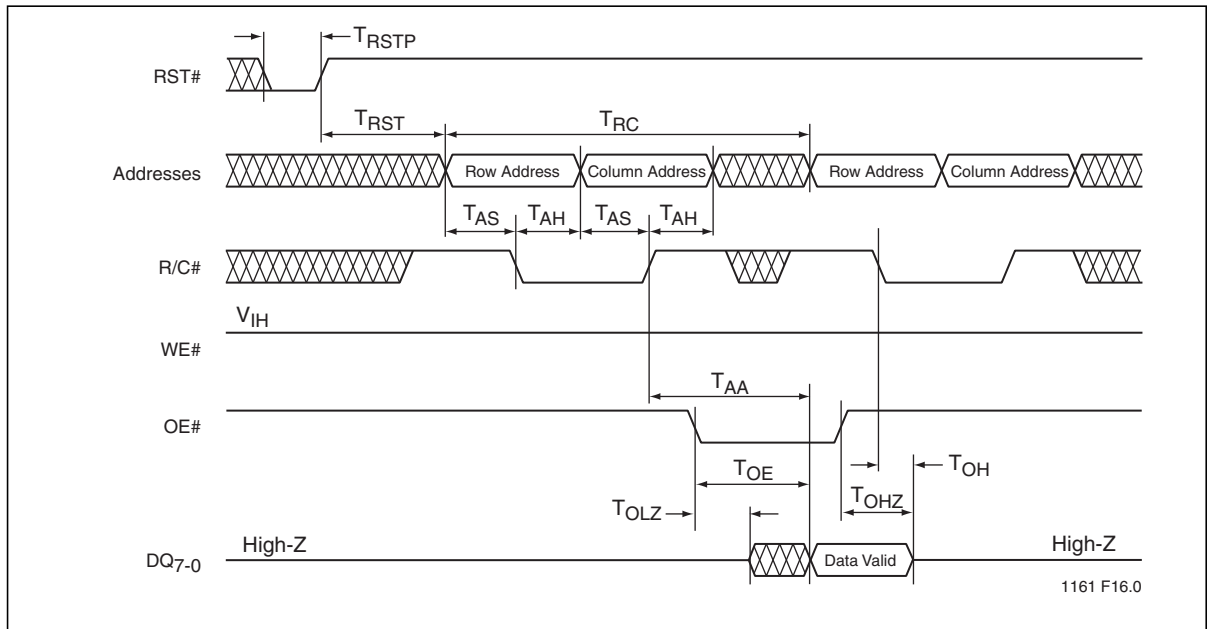 TRSTP
RST#
TRST
TRC
Addresses
Row Address
Column Address
Row Address
Column Address
TAS
TAH
TAS
TAH
R/C#
VIH
WE#
TAA
OE#
TOE
TOH
TOHZ
TOLZ
High-Z
High-Z
DQ7-0
Data Valid
1161 F16.0